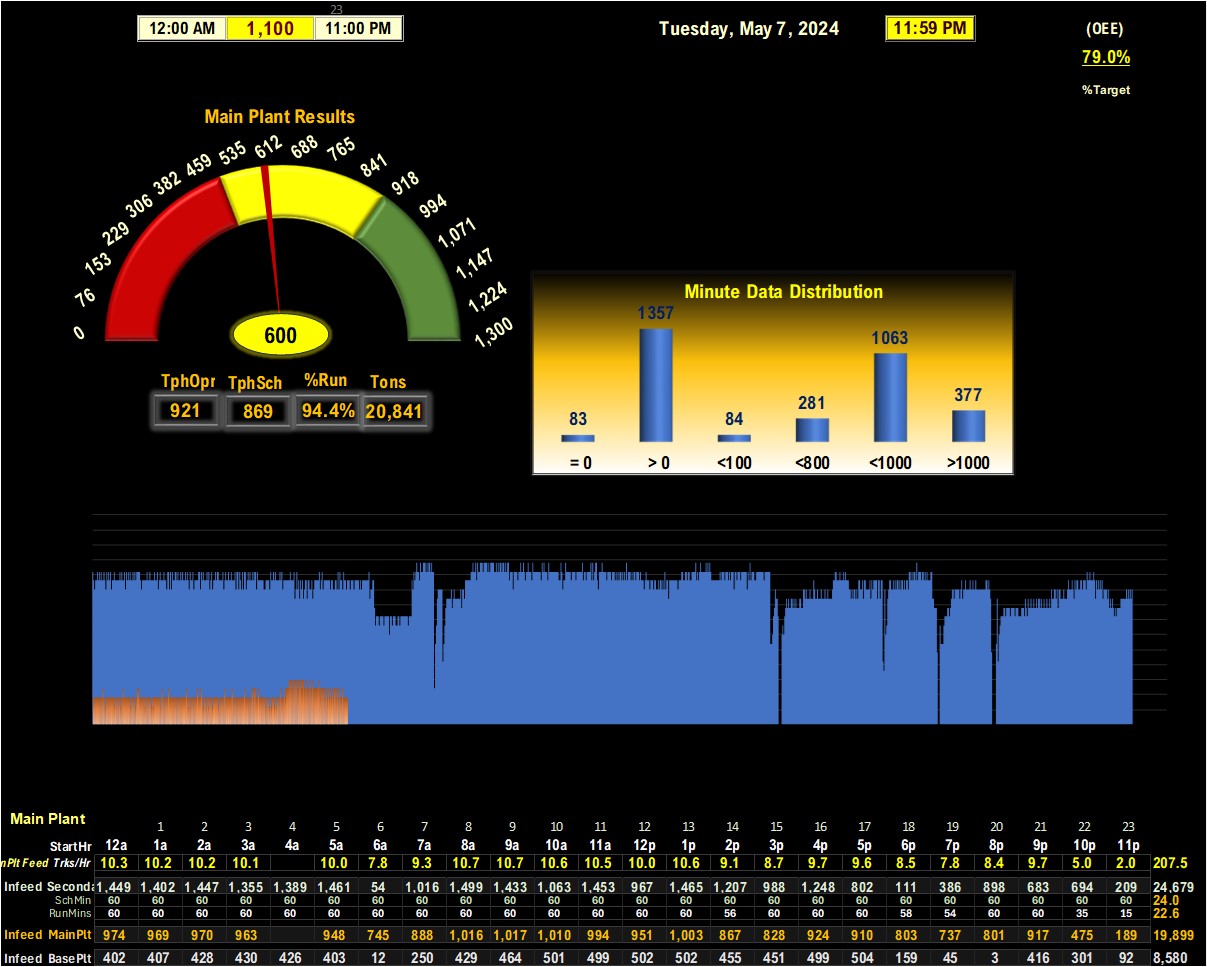 23
12:00 AM 1,100 11:00 PM
Tuesday, May 7, 2024 11:59 PM (OEE)
79.0%
%Target
Main Plant Results
0 76 153 229 306 382 459 535 612 688 765 841 918 994 1,071 1,147 1,224 1,300
600
TphOpr TphSch %Run Tons
921 869 94.4% 20,841
Minute Data Distribution
83 1357 84 281 1063 377
= 0 > 0 <100 <800 <1000 >1000
Main Plant
1 2 3 4 5 6 7 8 9 10 11 12 13 14 15 16 17 18 19 20 21 22 23
StartHr 12a 1a 2a 3a 4a 5a 6a 7a 8a 9a 10a 11a 12p 1p 2p 3p 4p 5p 6p 7p 8p 9p 10p 11p
nPlt Feed Trks/Hr 10.3 10.2 10.2 10.1 10.0 7.8 9.3 10.7 10.7 10.6 10.5 10.0 10.6 9.1 8.7 9.7 9.6 8.5 7.8 8.4 9.7 5.0 2.0 207.5
Infeed Seconda 1,449 1,402 1,447 1,355 1,389 1,461 54 1,016 1,499 1,433 1,063 1,453 967 1,465 1,207 988 1,248 802 111 386 898 683 694 209 24,679
SchMin 60 60 60 60 60 60 60 60 60 60 60 60 60 60 60 60 60 60 60 60 60 60 60 60 24.0
RunMins 60 60 60 60 60 60 60 60 60 60 60 60 60 60 56 60 60 60 58 54 60 60 35 15 22.6
Infeed MainPlt 974 969 970 963 948 745 888 1,016 1,017 1,010 994 951 1,003 867 828 924 910 803 737 801 917 475 189 19,899
Infeed BasePlt 402 407 428 430 426 403 12 250 429 464 501 499 502 502 455 451 499 504 159 45 3 416 301 92 8,580